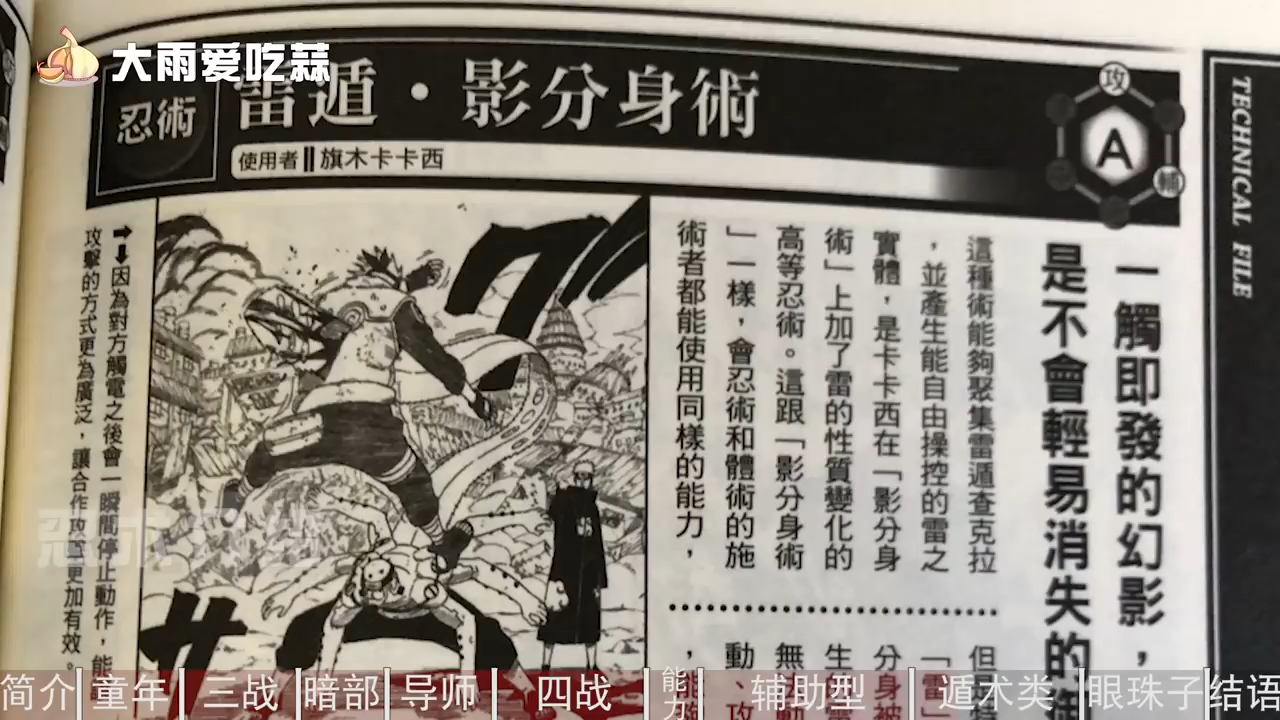 大雨爱吃蒜
忍術
雷遁・影分身術
使用者 旗木卡卡西
攻
A
輔
TECHNICAL FILE
一觸即發的幻影，
是不會輕易消失的
這種術能夠聚集雷遁查克拉
，並產生能自由操控的雷之
實體，是卡卡西在「影分身
術」上加了雷的性質變化的
高等忍術。這跟「影分身術
」一樣，會忍術和體術的施
術者都能使用同樣的能力，
但是
「雷
分身被
生
無
動、攻
，能
ク
サ
➡⬇因為對方觸電之後會一瞬間停止動作，能
攻擊的方式更為廣泛，讓合作攻擊更加有效。
简介
童年
三战
暗部
导师
四战
能力
辅助型
遁术类
眼珠子
结语